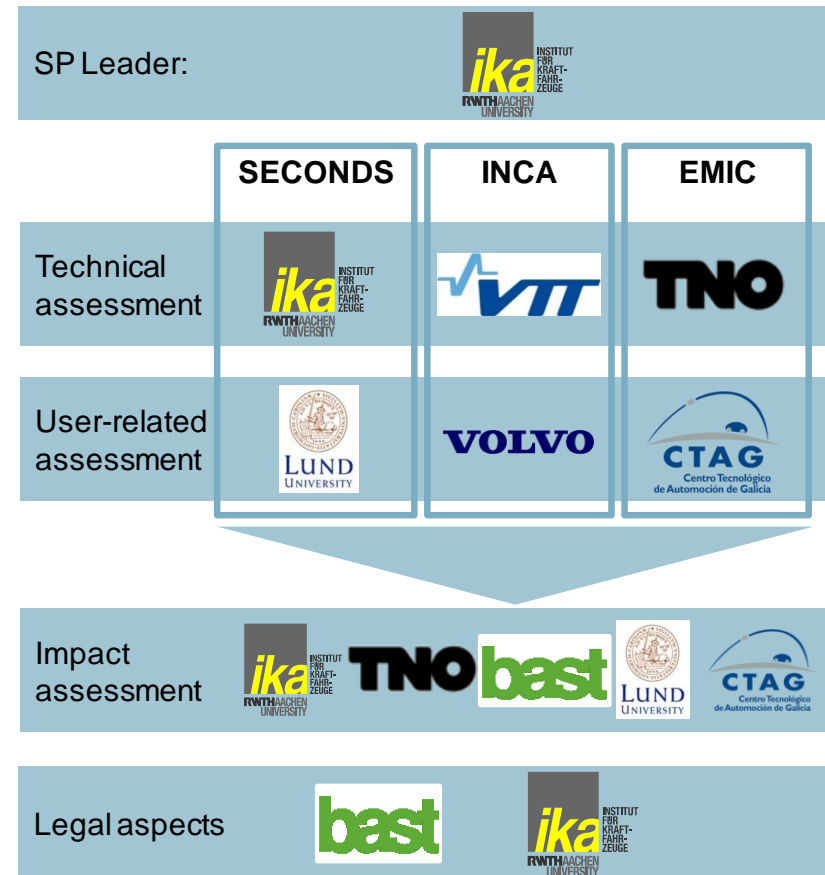 SP Leader:
ika
INSTITUT
FÜR
KRAFT-
FAHR-
ZEUGE
RWTHAACHEN
UNIVERSITY
SECONDS INCA EMIC
Technical
assessment
ika
INSTITUT
FÜR
KRAFT-
FAHR-
ZEUGE
RWTHAACHEN
UNIVERSITY
VTT
TNO
User-related
assessment
LUND
UNIVERSITY
VOLVO
CTAG
Centro Tecnológico
de Automoción de Galicia
Impact
assessment
ika
INSTITUT
FÜR
KRAFT-
FAHR-
ZEUGE
RWTHAACHEN
UNIVERSITY
TNO
bast
LUND
UNIVERSITY
CTAG
Centro Tecnológico
de Automoción de Galicia
Legal aspects
bast
ika
INSTITUT
FÜR
KRAFT-
FAHR-
ZEUGE
RWTHAACHEN
UNIVERSITY